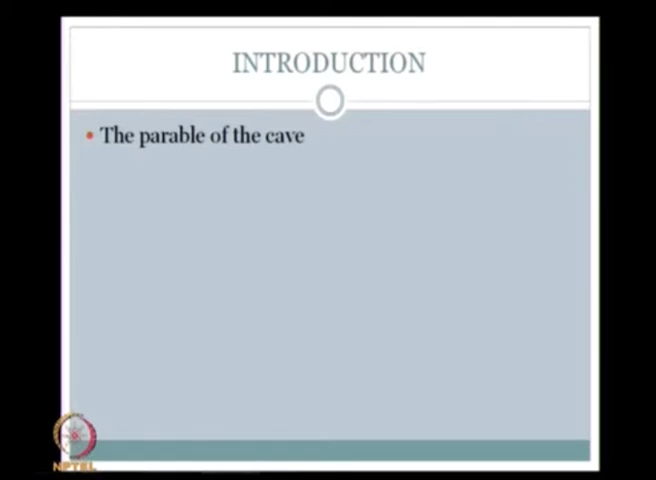 INTRODUCTION
The parable of the cave
NPTEL